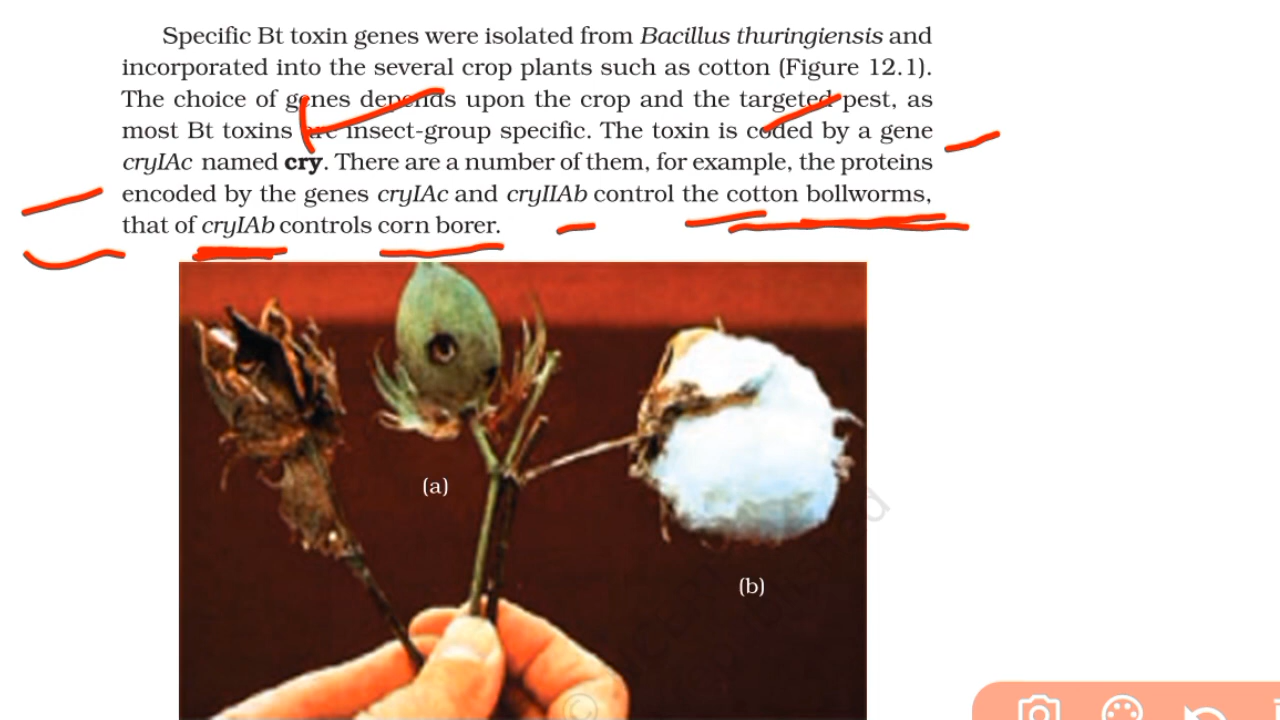 Specific Bt toxin genes were isolated from Bacillus thuringiensis and
incorporated into the several crop plants such as cotton (Figure 12.1).
The choice of genes depends upon the crop and the targeted pest, as
most Bt toxins are insect-group specific. The toxin is coded by a gene
cryIAc named cry. There are a number of them, for example, the proteins
encoded by the genes cryIAc and cryIIAb control the cotton bollworms,
that of cryIAb controls corn borer.
(a)
(b)